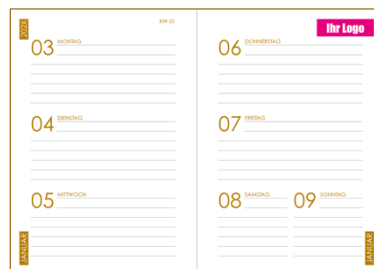 202X
KW 01
03 MONTAG
04 DIENSTAG
05 MITTWOCH
JANUAR
Ihr Logo
06 DONNERSTAG
07 FREITAG
08 SAMSTAG
09 SONNTAG
JANUAR